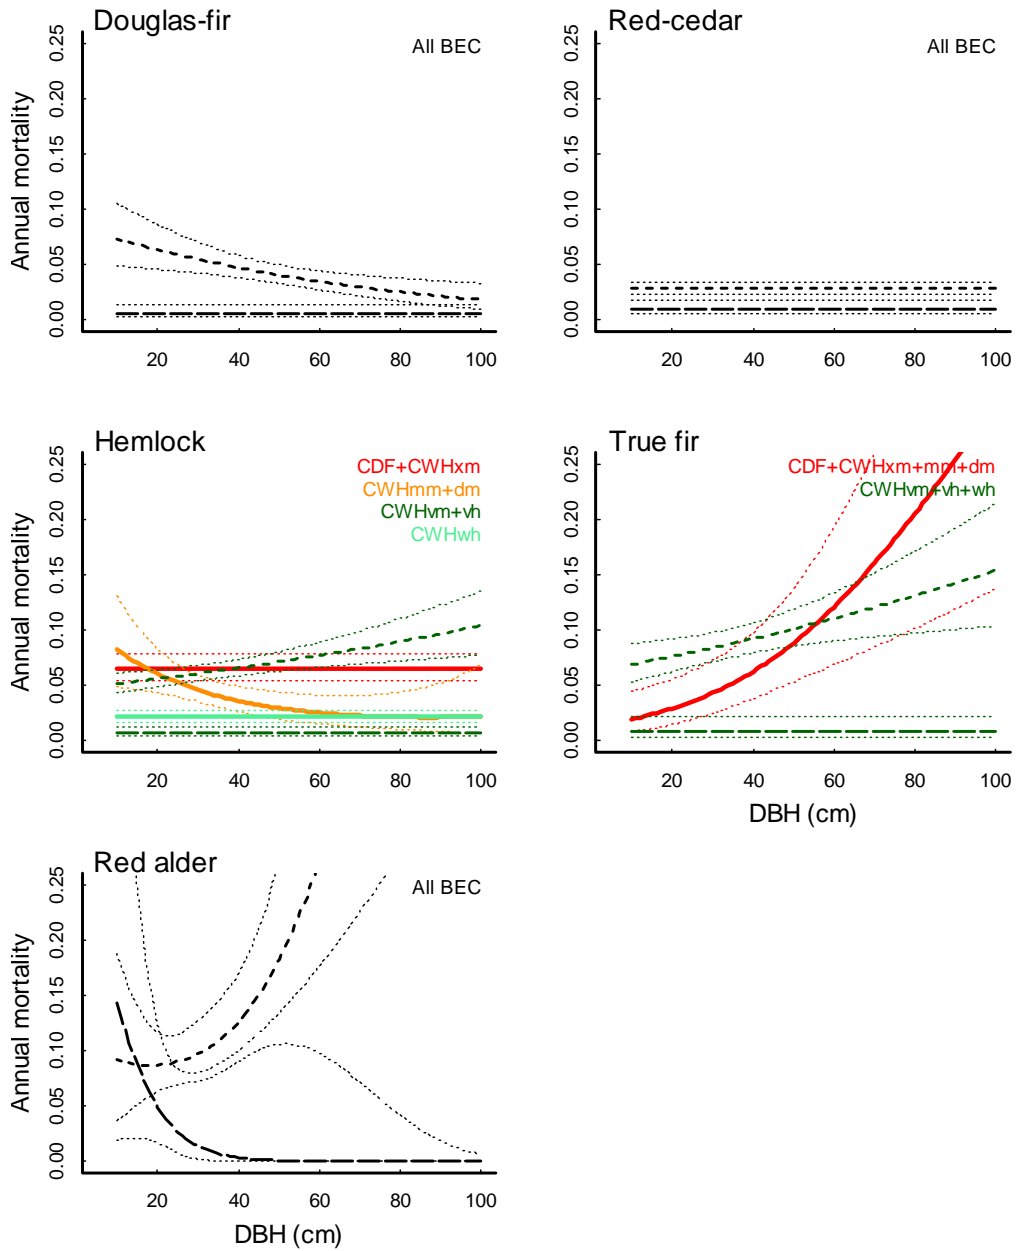 Douglas-fir
All BEC
Annual mortality
0.00 0.05 0.10 0.15 0.20 0.25
20 40 60 80 100
Red-cedar
All BEC
0.00 0.05 0.10 0.15 0.20 0.25
20 40 60 80 100
Hemlock
CDF+CWHxm
CWHmm+dm
CWHvm+vh
CWHwh
Annual mortality
0.00 0.05 0.10 0.15 0.20 0.25
20 40 60 80 100
True fir
CDF+CWHxm+mm+dm
CWHvm+vh+wh
0.00 0.05 0.10 0.15 0.20 0.25
20 40 60 80 100
DBH (cm)
Red alder
All BEC
Annual mortality
0.00 0.05 0.10 0.15 0.20 0.25
20 40 60 80 100
DBH (cm)